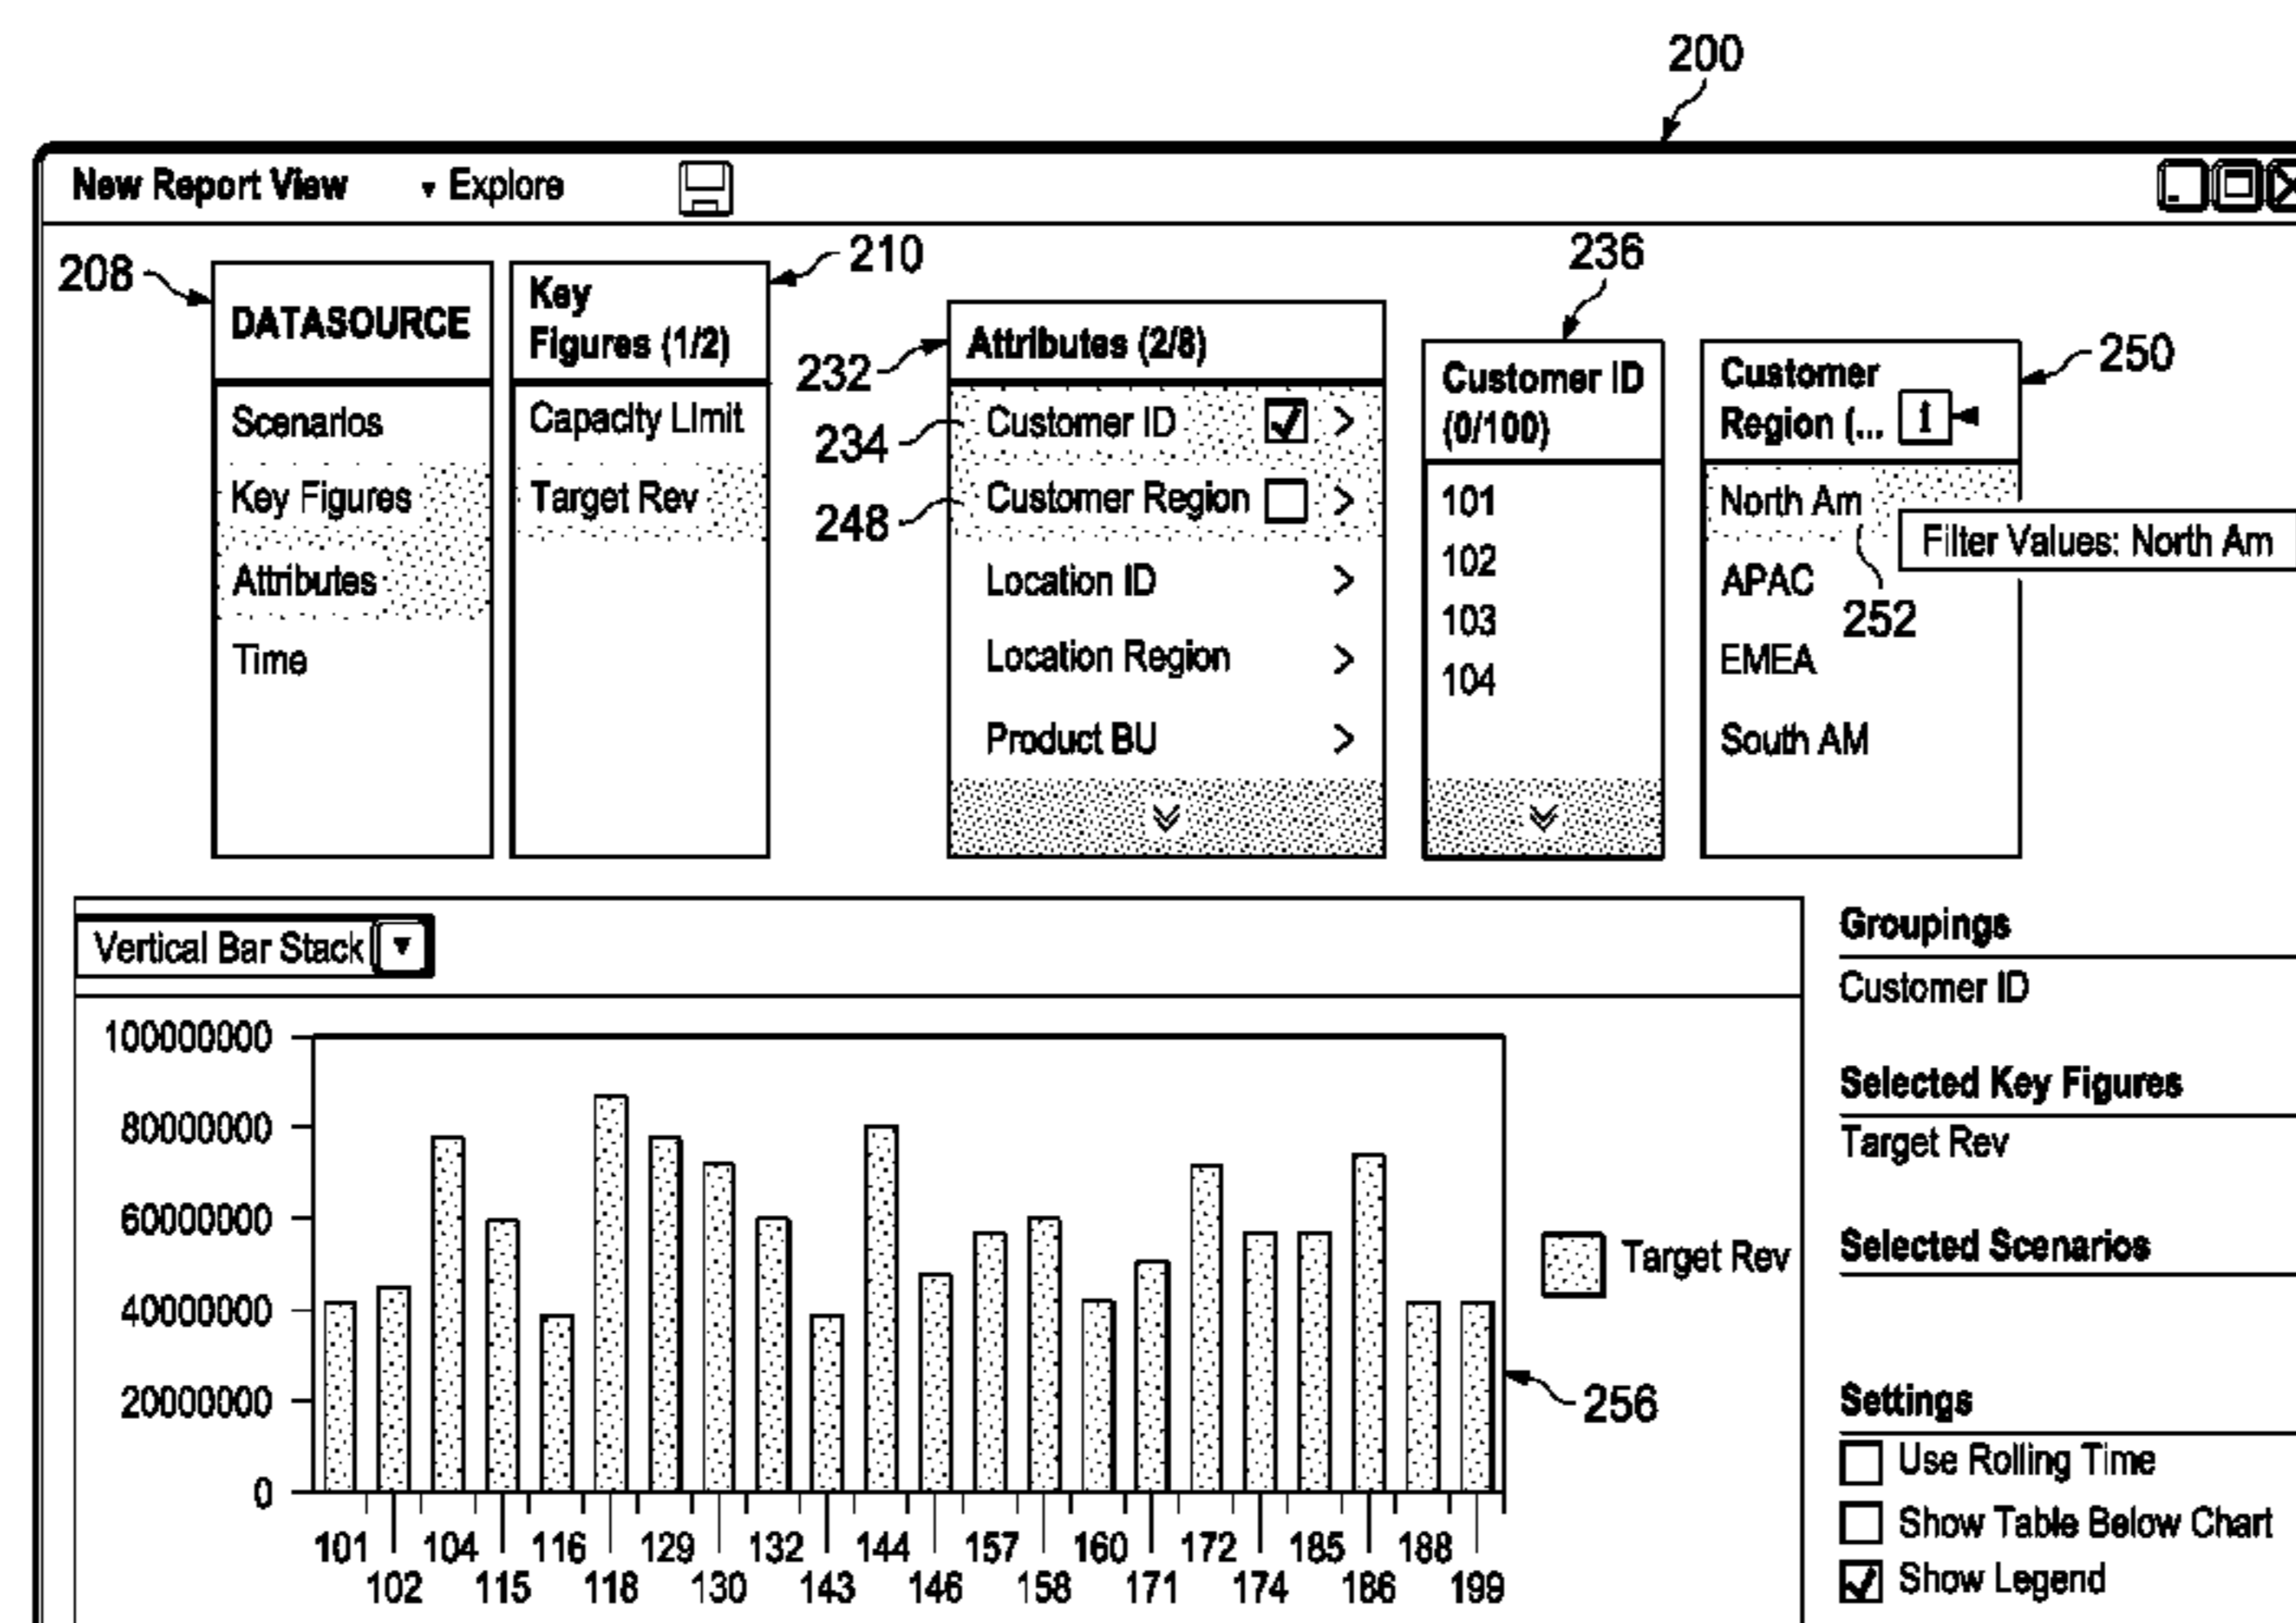 200
New Report View ▾ Explore
208
DATASOURCE
Scenarios
Key Figures
Attributes
Time
210
Key
Figures (1/2)
Capacity Limit
Target Rev
232
Attributes (2/8)
234
Customer ID
248
Customer Region
Location ID
Location Region
Product BU
236
Customer ID
(0/100)
101
102
103
104
250
Customer
Region (... 1
North Am
APAC
EMEA
South AM
252
Filter Values: North Am
Vertical Bar Stack
100000000
80000000
60000000
40000000
20000000
0
101 104 116 129 132 144 157 160 172 185 188
102 115 118 130 143 146 158 171 174 186 199
Target Rev
256
Groupings
Customer ID
Selected Key Figures
Target Rev
Selected Scenarios
Settings
Use Rolling Time
Show Table Below Chart
Show Legend